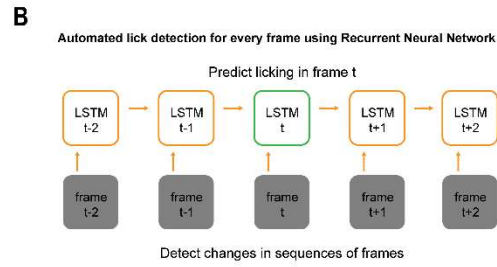 B
Automated lick detection for every frame using Recurrent Neural Network
Predict licking in frame t
LSTM
t-2
LSTM
t-1
LSTM
t
LSTM
t+1
LSTM
t+2
frame
t-2
frame
t-1
frame
t
frame
t+1
frame
t+2
Detect changes in sequences of frames